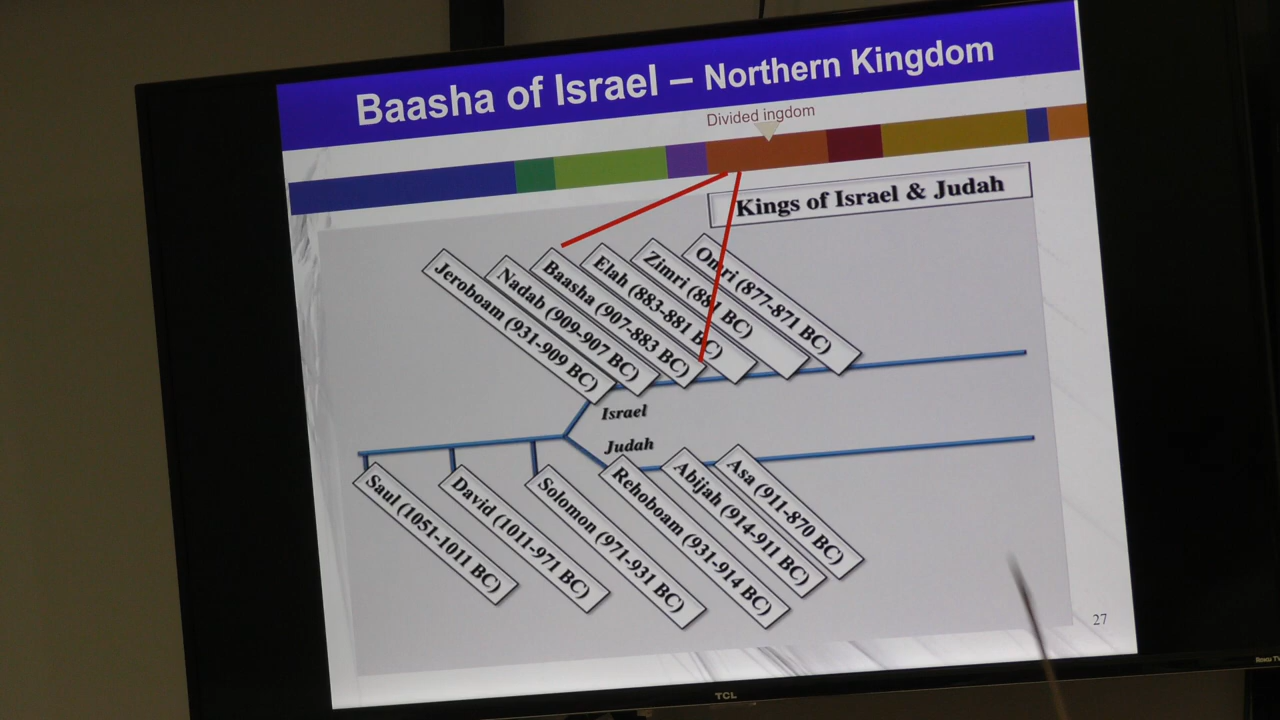 Baasha of Israel – Northern Kingdom
Divided ingdom
Kings of Israel & Judah
Jeroboam (931-909 BC)
Nadab (909-907 BC)
Baasha (907-883 BC)
Elah (883-881 BC)
Zimri (881 BC)
Omri (877-871 BC)
Israel
Judah
Saul (1051-1011 BC)
David (1011-971 BC)
Solomon (971-931 BC)
Rehoboam (931-914 BC)
Abijah (914-911 BC)
Asa (911-870 BC)
27
TCL
Roku TV